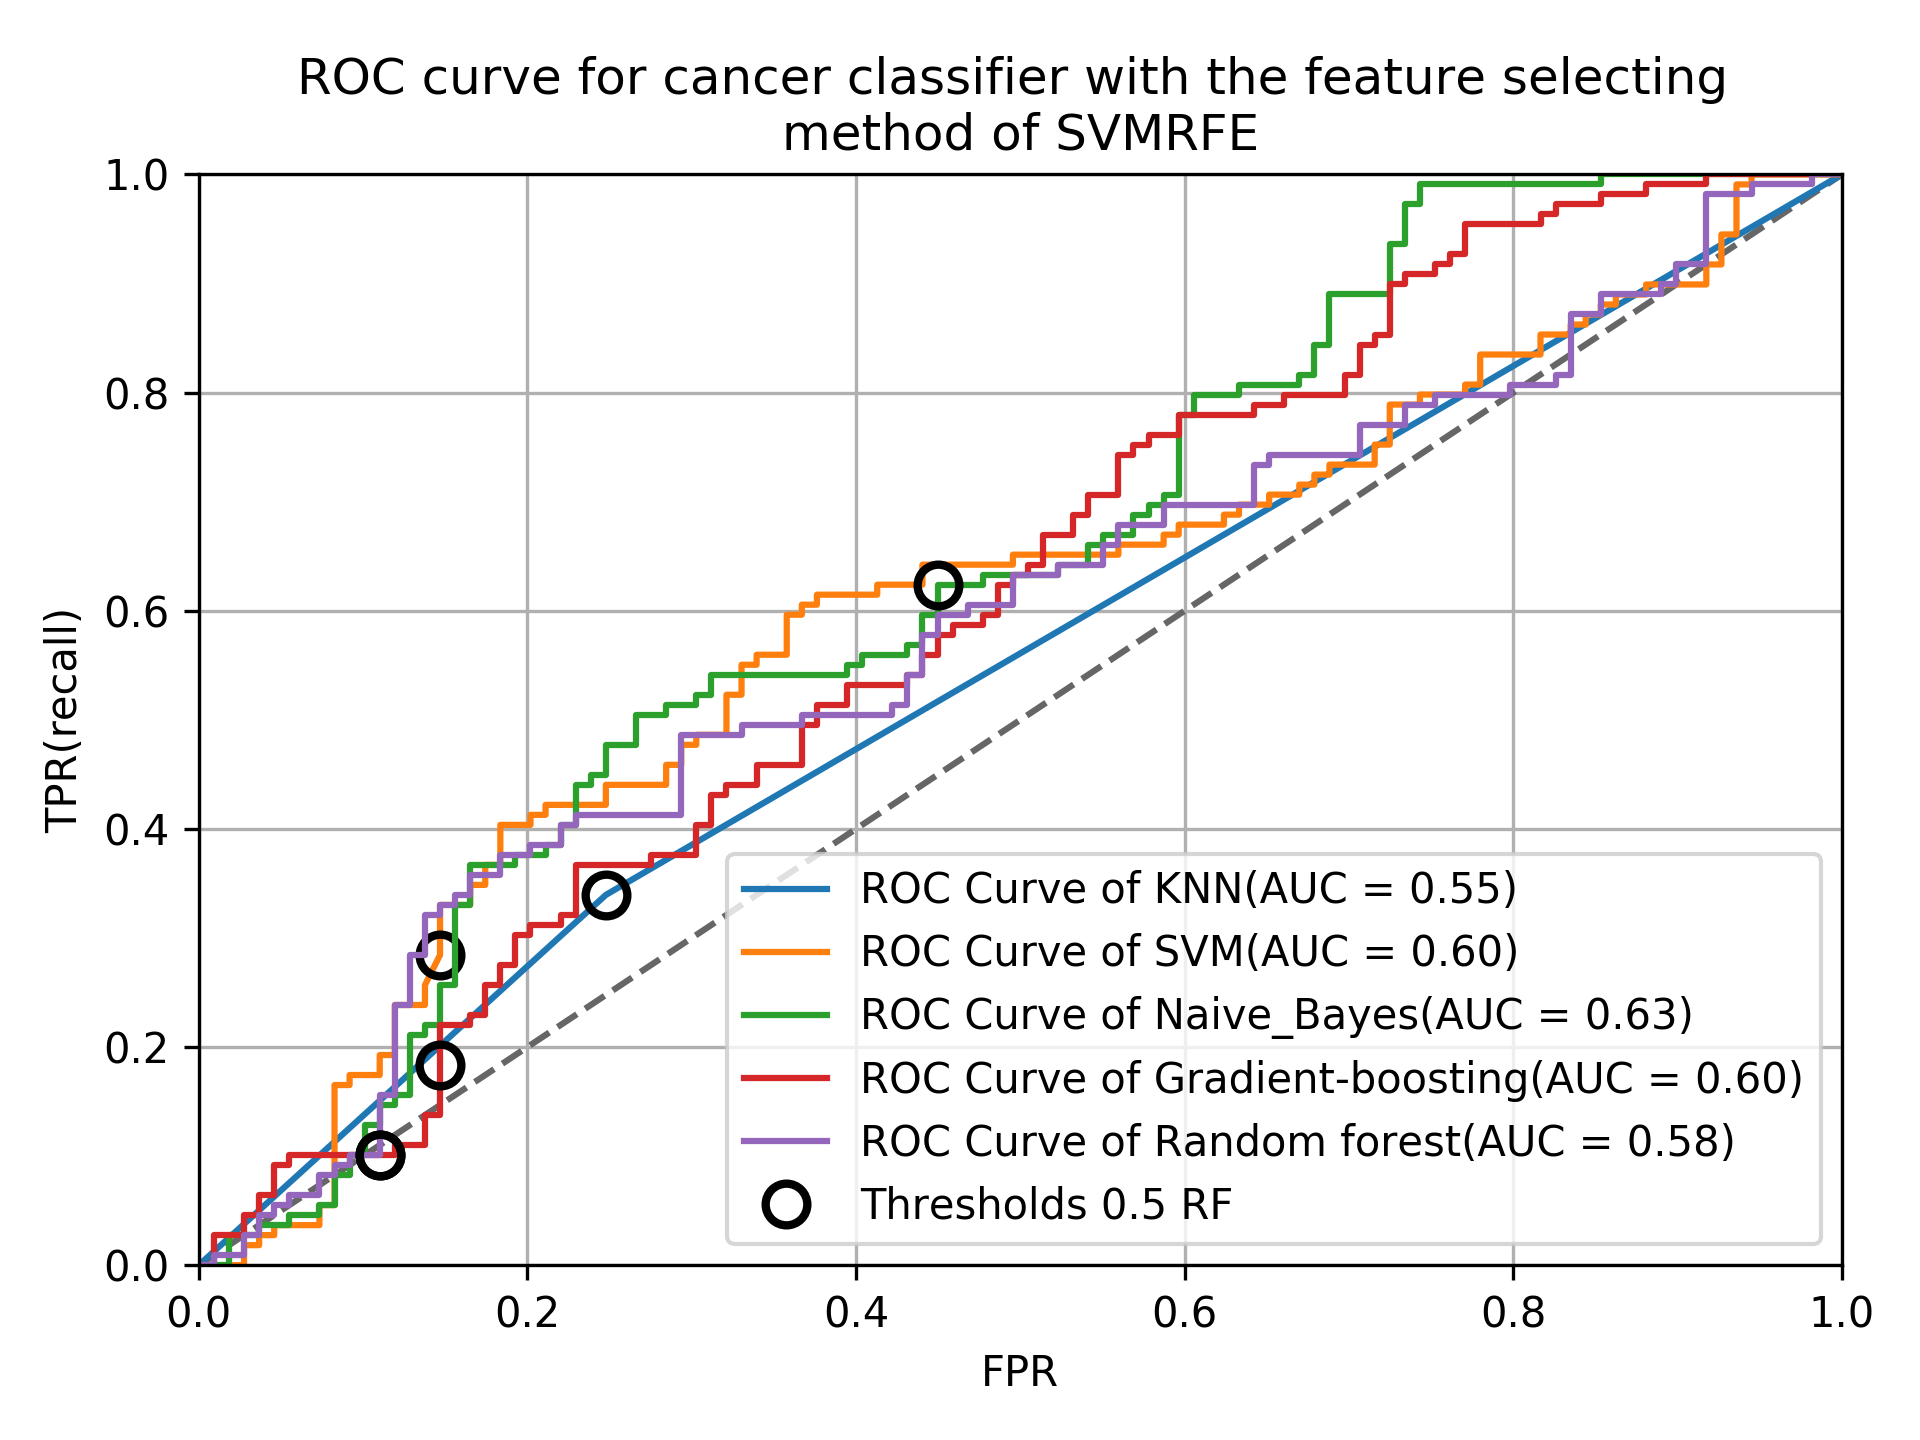 ROC curve for cancer classifier with the feature selecting
method of SVMRFE
1.0
0.8
0.6
0.4
0.2
0.0
TPR(recall)
ROC Curve of KNN(AUC = 0.55)
ROC Curve of SVM(AUC = 0.60)
ROC Curve of Naive_Bayes(AUC = 0.63)
ROC Curve of Gradient-boosting(AUC = 0.60)
ROC Curve of Random forest(AUC = 0.58)
Thresholds 0.5 RF
0.0 0.2 0.4 0.6 0.8 1.0
FPR